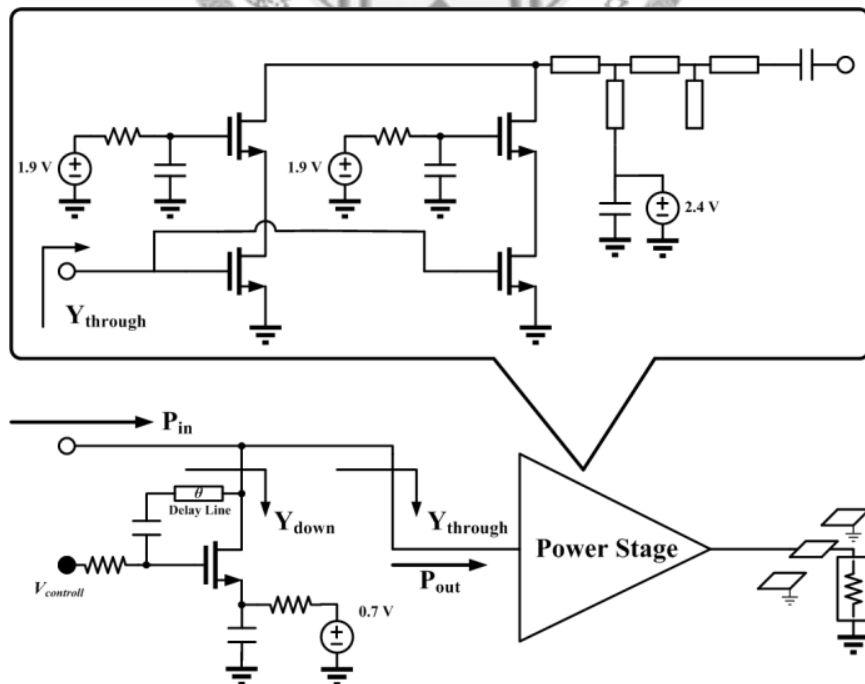 1.9 V
1.9 V
2.4 V
Ythrough
Pin
θ
Delay Line
Ydown
Ythrough
Power Stage
Pout
Vcontroll
0.7 V